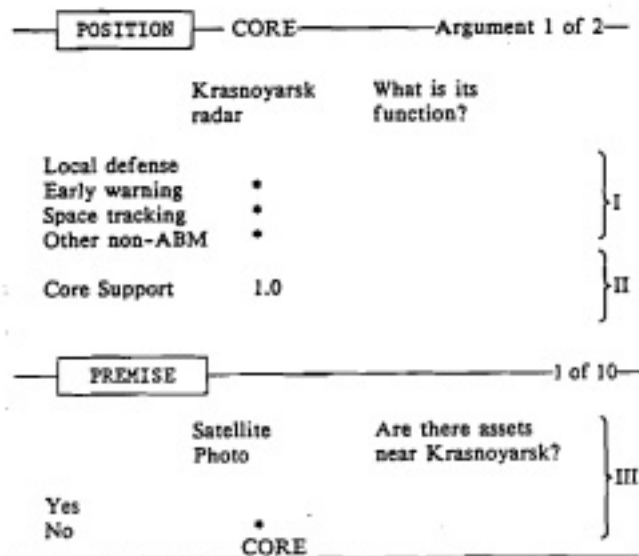 POSITION CORE Argument 1 of 2
Krasnoyarsk What is its
radar function?
Local defense
Early warning *
Space tracking *
Other non-ABM *
I
Core Support 1.0
II
PREMISE 1 of 10
Satellite Are there assets
Photo near Krasnoyarsk?
III
Yes
No *
CORE